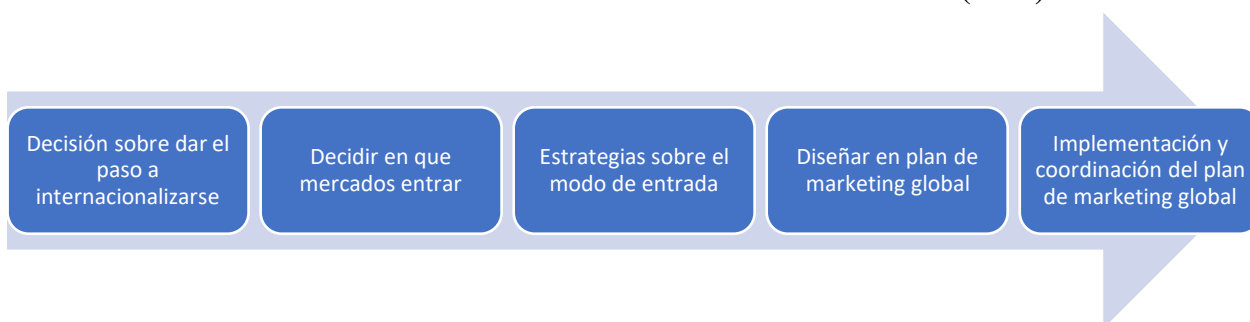 Decisión sobre dar el
paso a
internacionalizarse
Decidir en que
mercados entrar
Estrategias sobre el
modo de entrada
Diseñar en plan de
marketing global
Implementación y
coordinación del plan
de marketing global